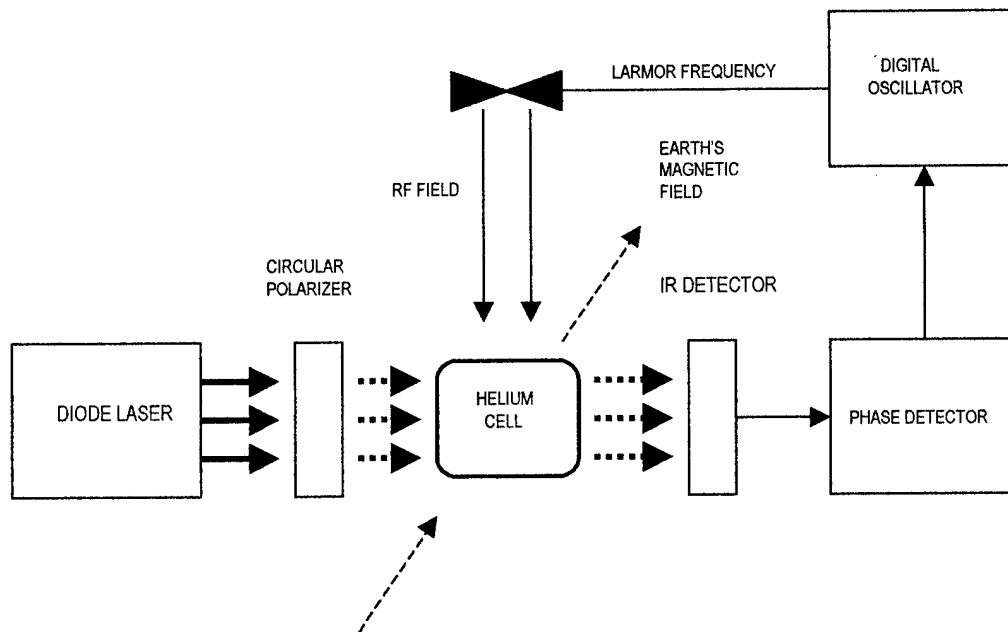 LARMOR FREQUENCY
DIGITAL
OSCILLATOR
EARTH'S
MAGNETIC
FIELD
RF FIELD
CIRCULAR
POLARIZER
IR DETECTOR
DIODE LASER
HELIUM
CELL
PHASE DETECTOR